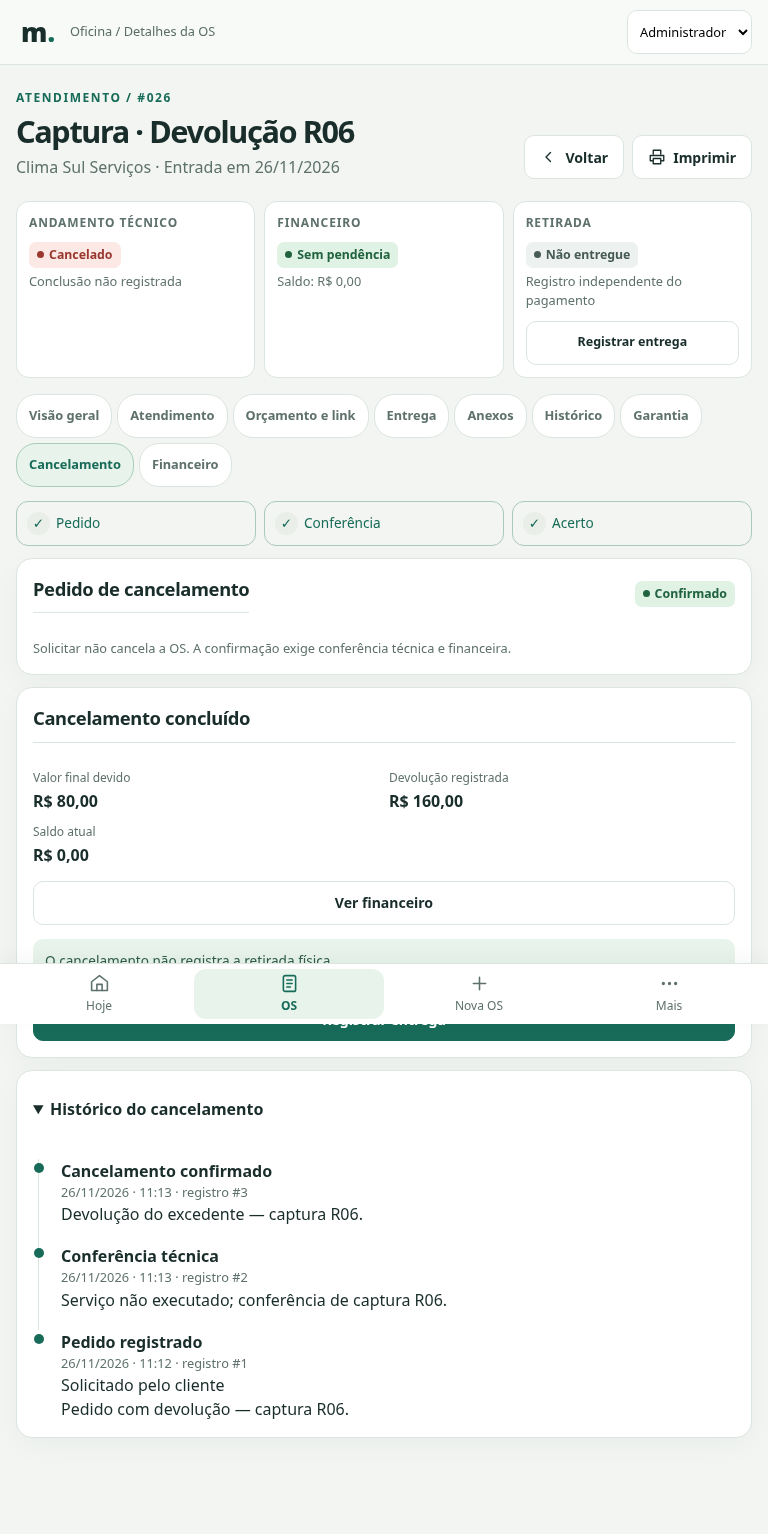 m.
Oficina / Detalhes da OS
Administrador
ATENDIMENTO / #026
Captura · Devolução R06
Clima Sul Serviços · Entrada em 26/11/2026
Voltar
Imprimir
ANDAMENTO TÉCNICO
Cancelado
Conclusão não registrada
FINANCEIRO
Sem pendência
Saldo: R$ 0,00
RETIRADA
Não entregue
Registro independente do
pagamento
Registrar entrega
Visão geral
Atendimento
Orçamento e link
Entrega
Anexos
Histórico
Garantia
Cancelamento
Financeiro
✓ Pedido
✓ Conferência
✓ Acerto
Pedido de cancelamento
Confirmado
Solicitar não cancela a OS. A confirmação exige conferência técnica e financeira.
Cancelamento concluído
Valor final devido
R$ 80,00
Devolução registrada
R$ 160,00
Saldo atual
R$ 0,00
Ver financeiro
O cancelamento não registra a retirada física.
Hoje
OS
Nova OS
Mais
Registrar entrega
Histórico do cancelamento
Cancelamento confirmado
26/11/2026 · 11:13 · registro #3
Devolução do excedente — captura R06.
Conferência técnica
26/11/2026 · 11:13 · registro #2
Serviço não executado; conferência de captura R06.
Pedido registrado
26/11/2026 · 11:12 · registro #1
Solicitado pelo cliente
Pedido com devolução — captura R06.